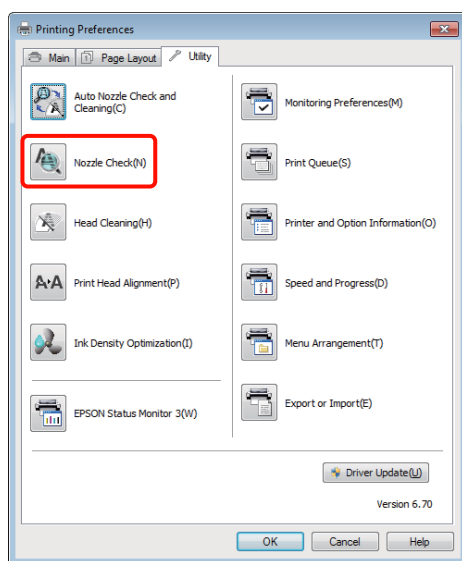 Printing Preferences
Main
Page Layout
Utility
Auto Nozzle Check and
Cleaning(C)
Nozzle Check(N)
Head Cleaning(H)
Print Head Alignment(P)
Ink Density Optimization(I)
EPSON Status Monitor 3(W)
Monitoring Preferences(M)
Print Queue(S)
Printer and Option Information(O)
Speed and Progress(D)
Menu Arrangement(T)
Export or Import(E)
Driver Update(U)
Version 6.70
OK
Cancel
Help